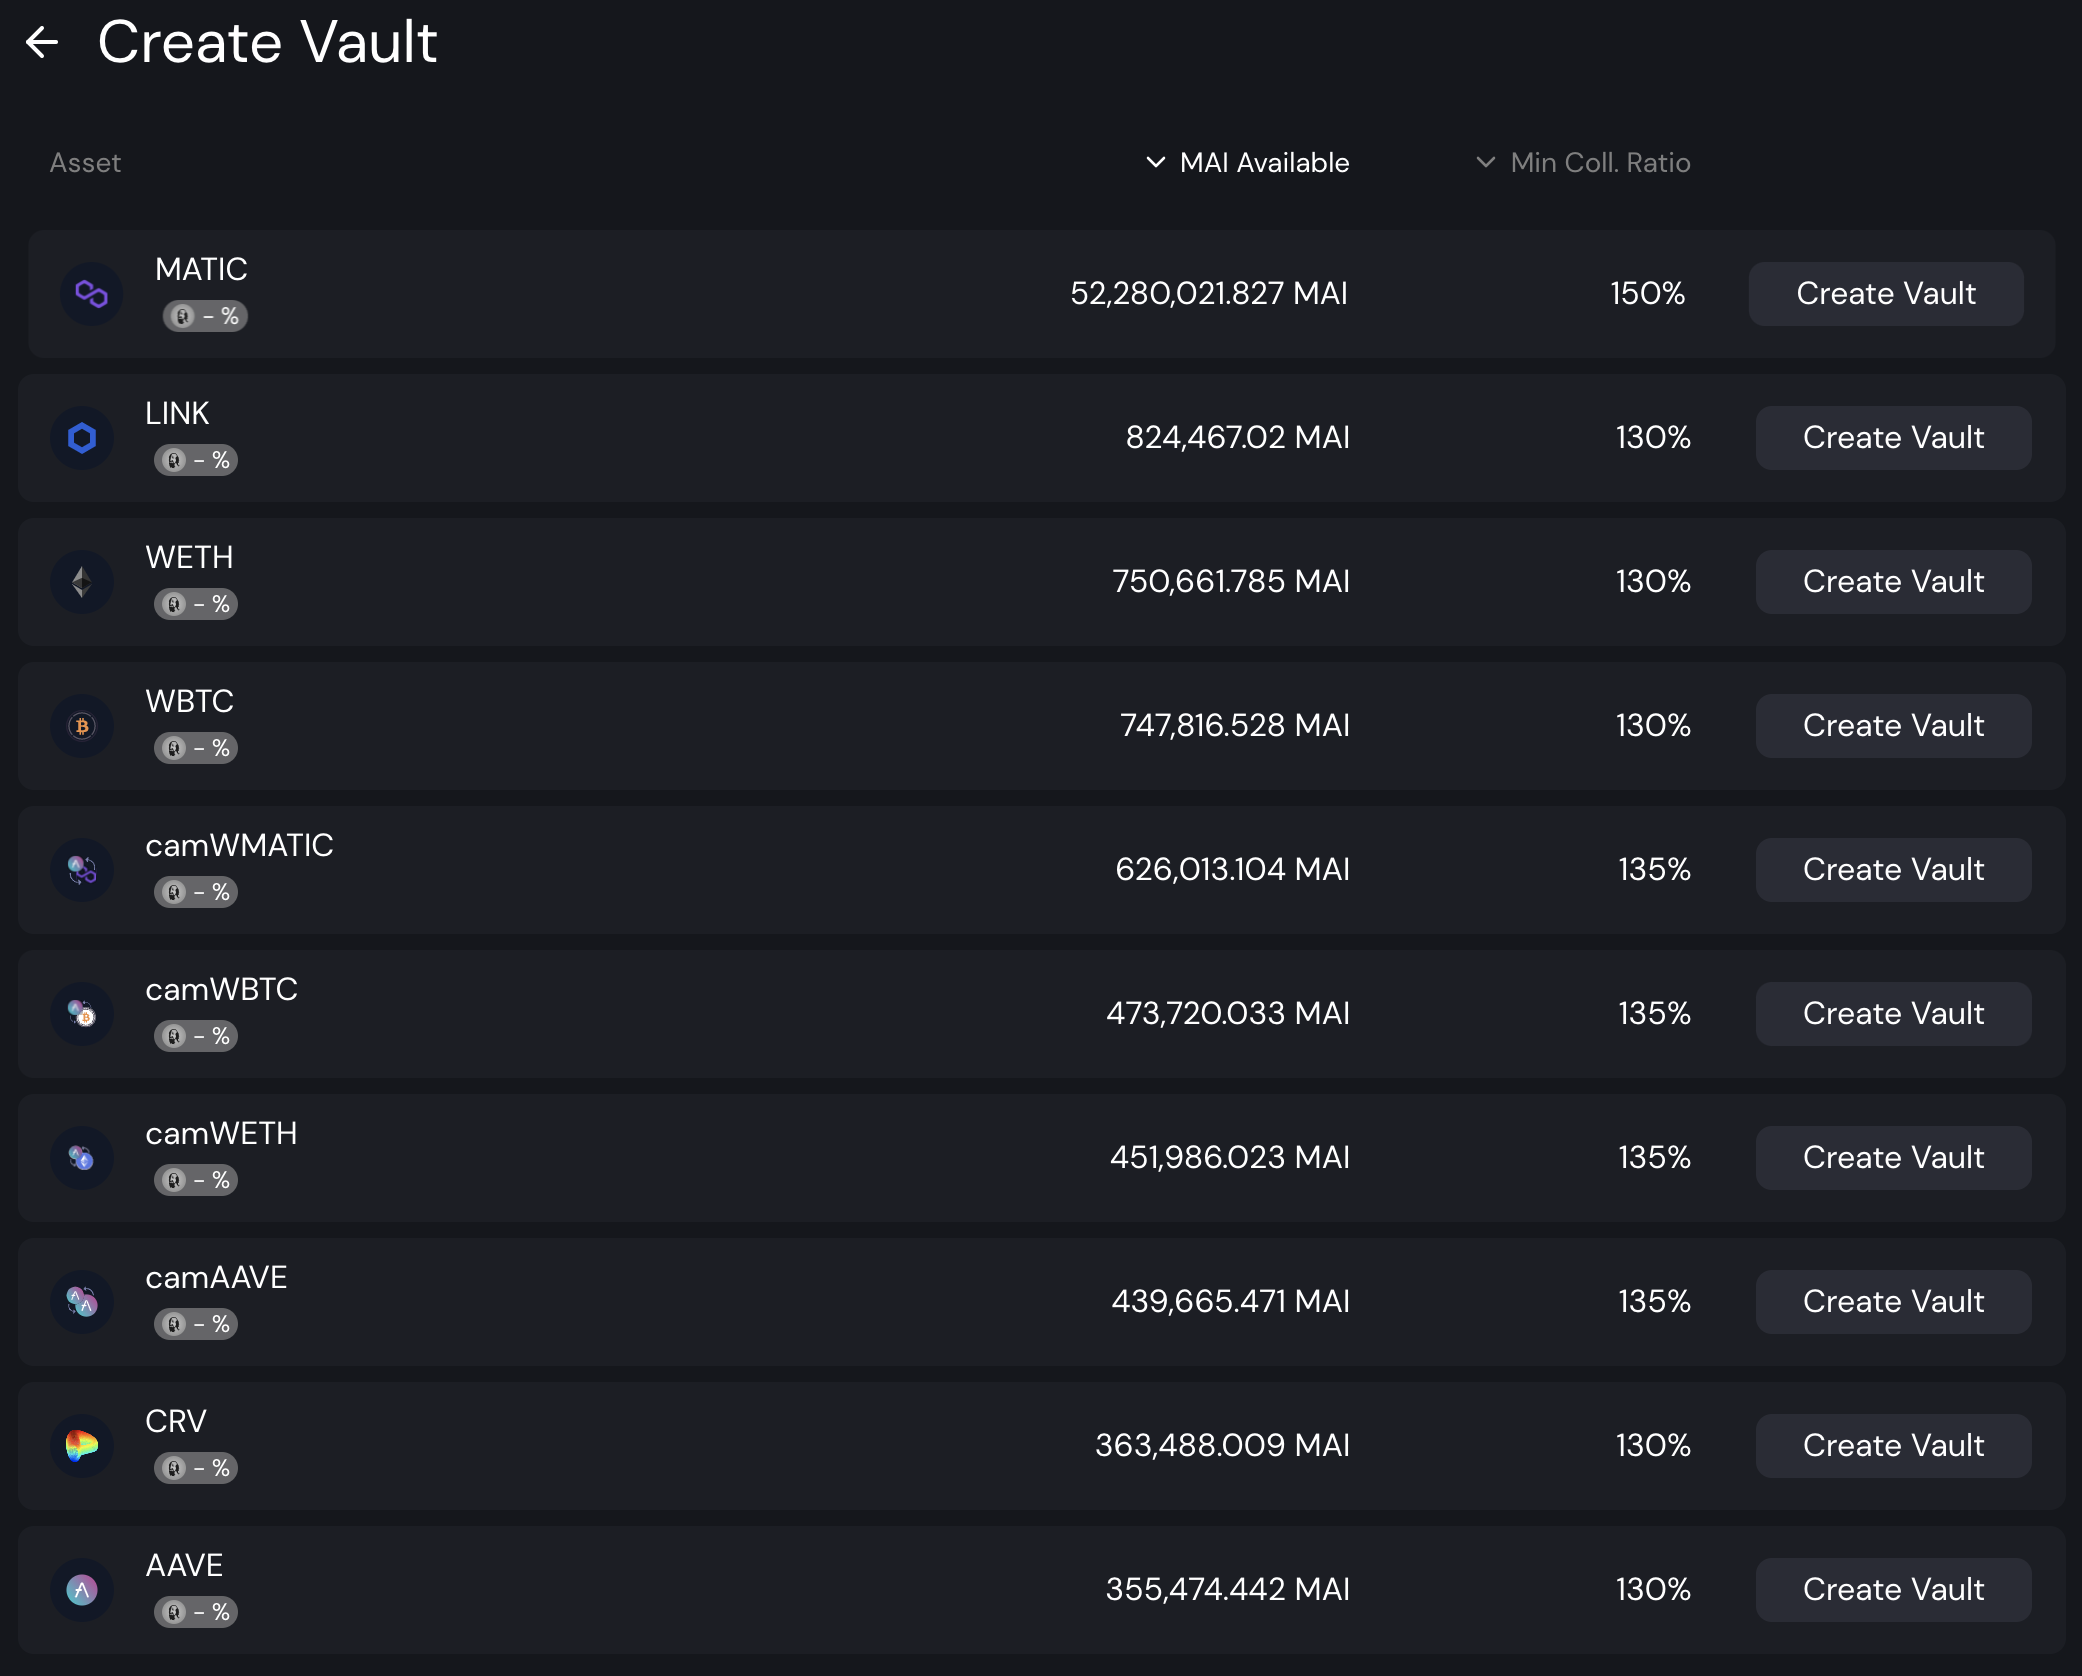 Create Vault
Asset MAI Available Min Coll. Ratio
MATIC
- %
52,280,021.827 MAI 150% Create Vault
LINK
- %
824,467.02 MAI 130% Create Vault
WETH
- %
750,661.785 MAI 130% Create Vault
WBTC
- %
747,816.528 MAI 130% Create Vault
camWMATIC
- %
626,013.104 MAI 135% Create Vault
camWBTC
- %
473,720.033 MAI 135% Create Vault
camWETH
- %
451,986.023 MAI 135% Create Vault
camAAVE
- %
439,665.471 MAI 135% Create Vault
CRV
- %
363,488.009 MAI 130% Create Vault
AAVE
- %
355,474.442 MAI 130% Create Vault